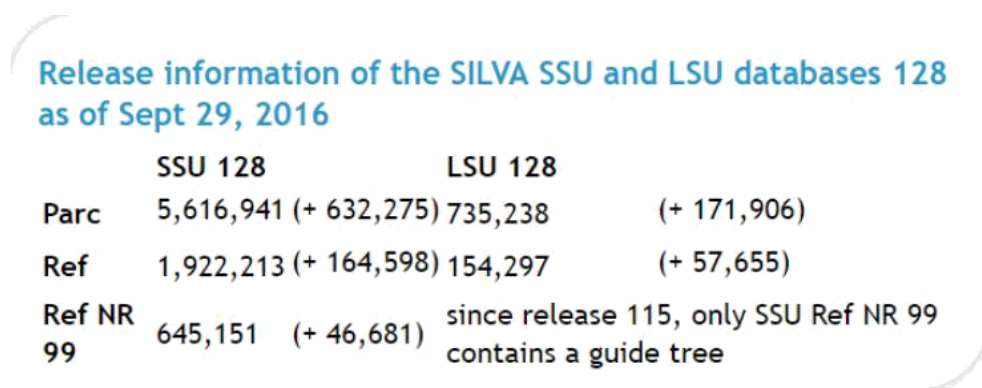 Release information of the SILVA SSU and LSU databases 128
as of Sept 29, 2016
SSU 128 LSU 128
Parc 5,616,941 (+ 632,275) 735,238 (+ 171,906)
Ref 1,922,213 (+ 164,598) 154,297 (+ 57,655)
Ref NR
99 645,151 (+ 46,681) since release 115, only SSU Ref NR 99
contains a guide tree